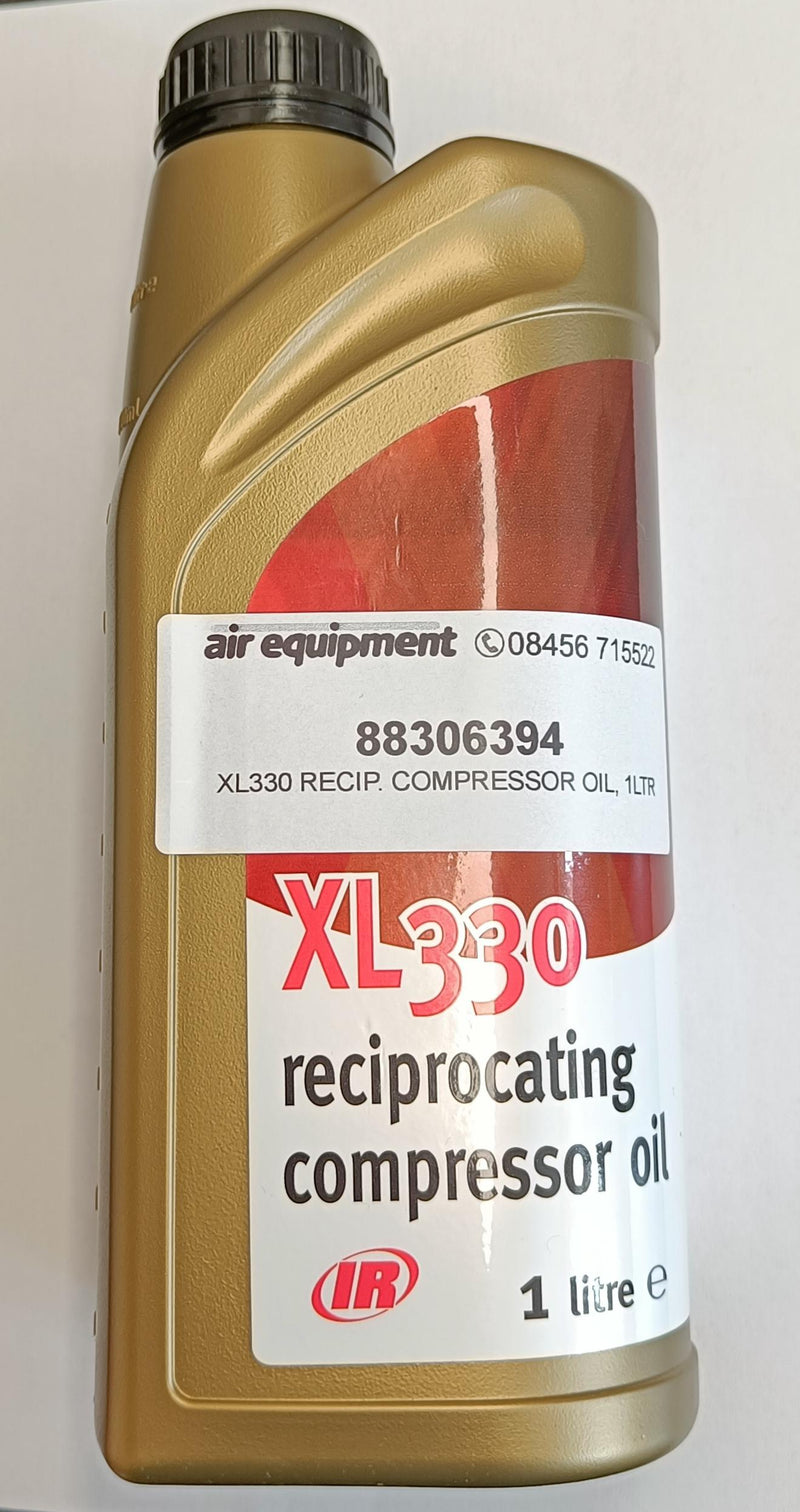 air equipment 08456 715522
88306394
XL330 RECIP. COMPRESSOR OIL, 1LTR
XL330
reciprocating
compressor oil
IR
1 litre e